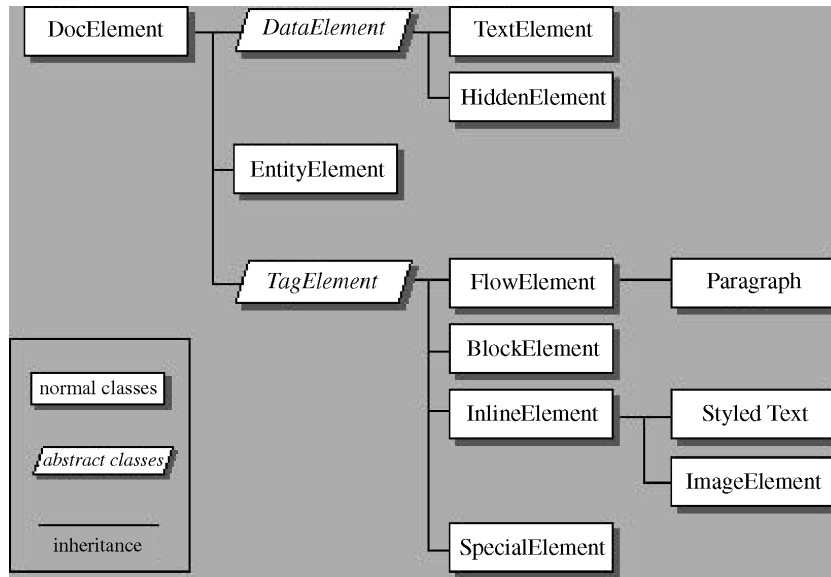 DocElement
DataElement
TextElement
HiddenElement
EntityElement
TagElement
FlowElement
Paragraph
BlockElement
InlineElement
Styled Text
ImageElement
SpecialElement
normal classes
abstract classes
inheritance